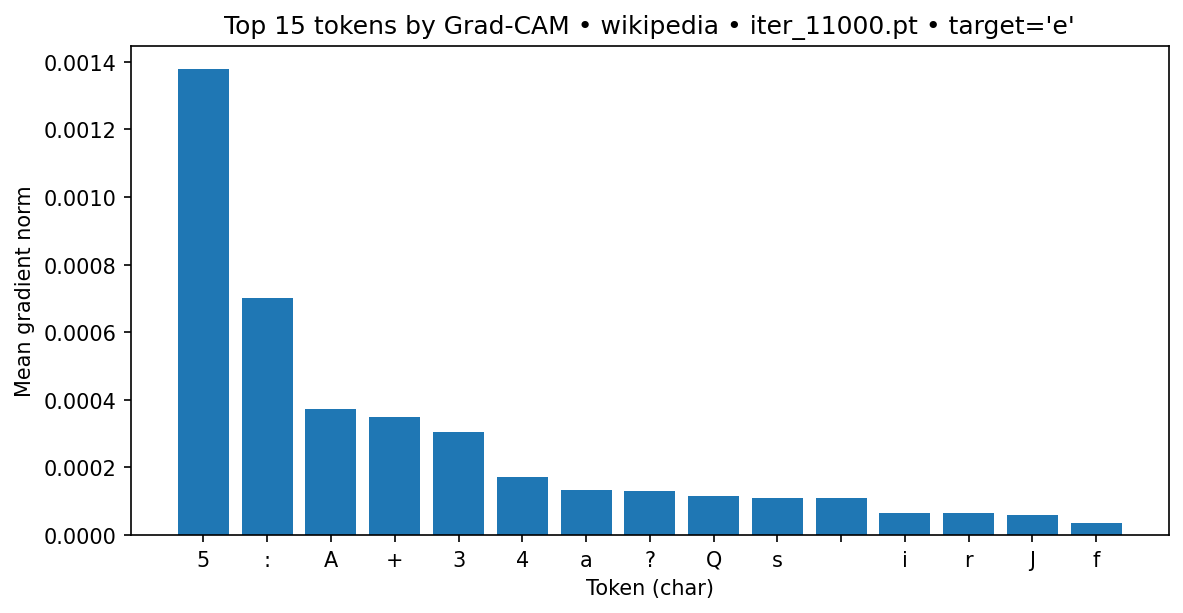 Top 15 tokens by Grad-CAM • wikipedia • iter_11000.pt • target='e'
Mean gradient norm
0.0014
0.0012
0.0010
0.0008
0.0006
0.0004
0.0002
0.0000
5 : A + 3 4 a ? Q s i r J f
Token (char)